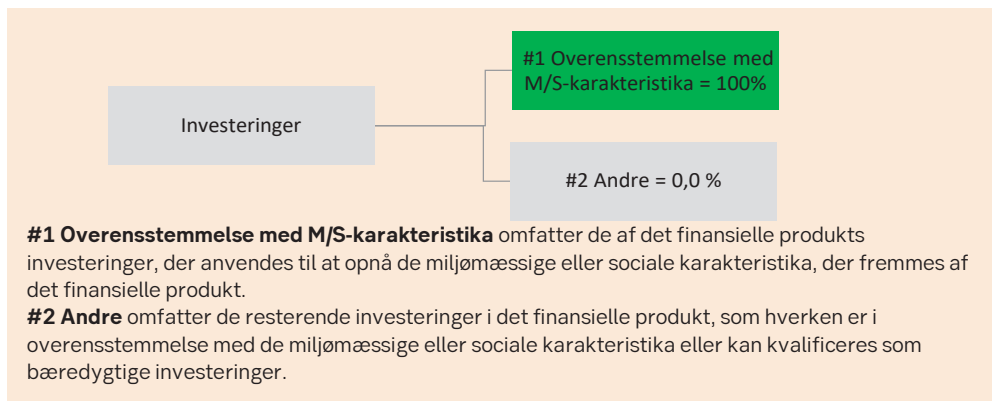 #1 Overensstemmelse med
M/S-karakteristika = 100%
Investeringer
#2 Andre = 0,0 %
#1 Overensstemmelse med M/S-karakteristika omfatter de af det finansielle produkts
investeringer, der anvendes til at opnå de miljømæssige eller sociale karakteristika, der fremmes af
det finansielle produkt.
#2 Andre omfatter de resterende investeringer i det finansielle produkt, som hverken er i
overensstemmelse med de miljømæssige eller sociale karakteristika eller kan kvalificeres som
bæredygtige investeringer.